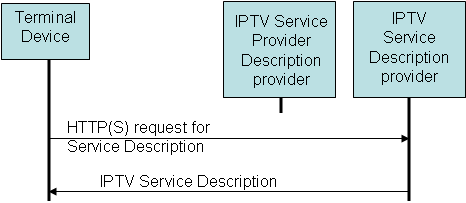 Terminal
Device
IPTV Service
Provider
Description
provider
IPTV
Service
Description
provider
HTTP(S) request for
Service Description
IPTV Service Description